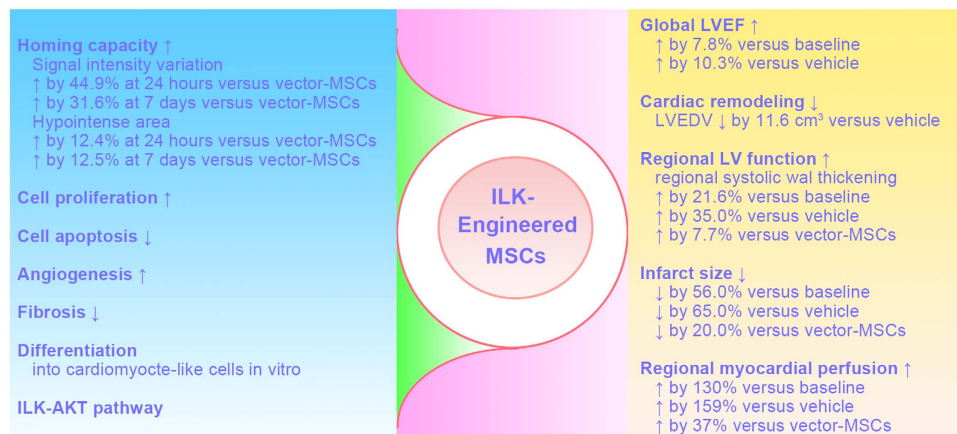 Homing capacity ↑
Signal intensity variation
↑ by 44.9% at 24 hours versus vector-MSCs
↑ by 31.6% at 7 days versus vector-MSCs
Hypointense area
↑ by 12.4% at 24 hours versus vector-MSCs
↑ by 12.5% at 7 days versus vector-MSCs
Cell proliferation ↑
Cell apoptosis ↓
Angiogenesis ↑
Fibrosis ↓
Differentiation
into cardiomyocte-like cells in vitro
ILK-AKT pathway
ILK-
Engineered
MSCs
Global LVEF ↑
↑ by 7.8% versus baseline
↑ by 10.3% versus vehicle
Cardiac remodeling ↓
LVEDV ↓ by 11.6 cm³ versus vehicle
Regional LV function ↑
regional systolic wal thickening
↑ by 21.6% versus baseline
↑ by 35.0% versus vehicle
↑ by 7.7% versus vector-MSCs
Infarct size ↓
↓ by 56.0% versus baseline
↓ by 65.0% versus vehicle
↓ by 20.0% versus vector-MSCs
Regional myocardial perfusion ↑
↑ by 130% versus baseline
↑ by 159% versus vehicle
↑ by 37% versus vector-MSCs